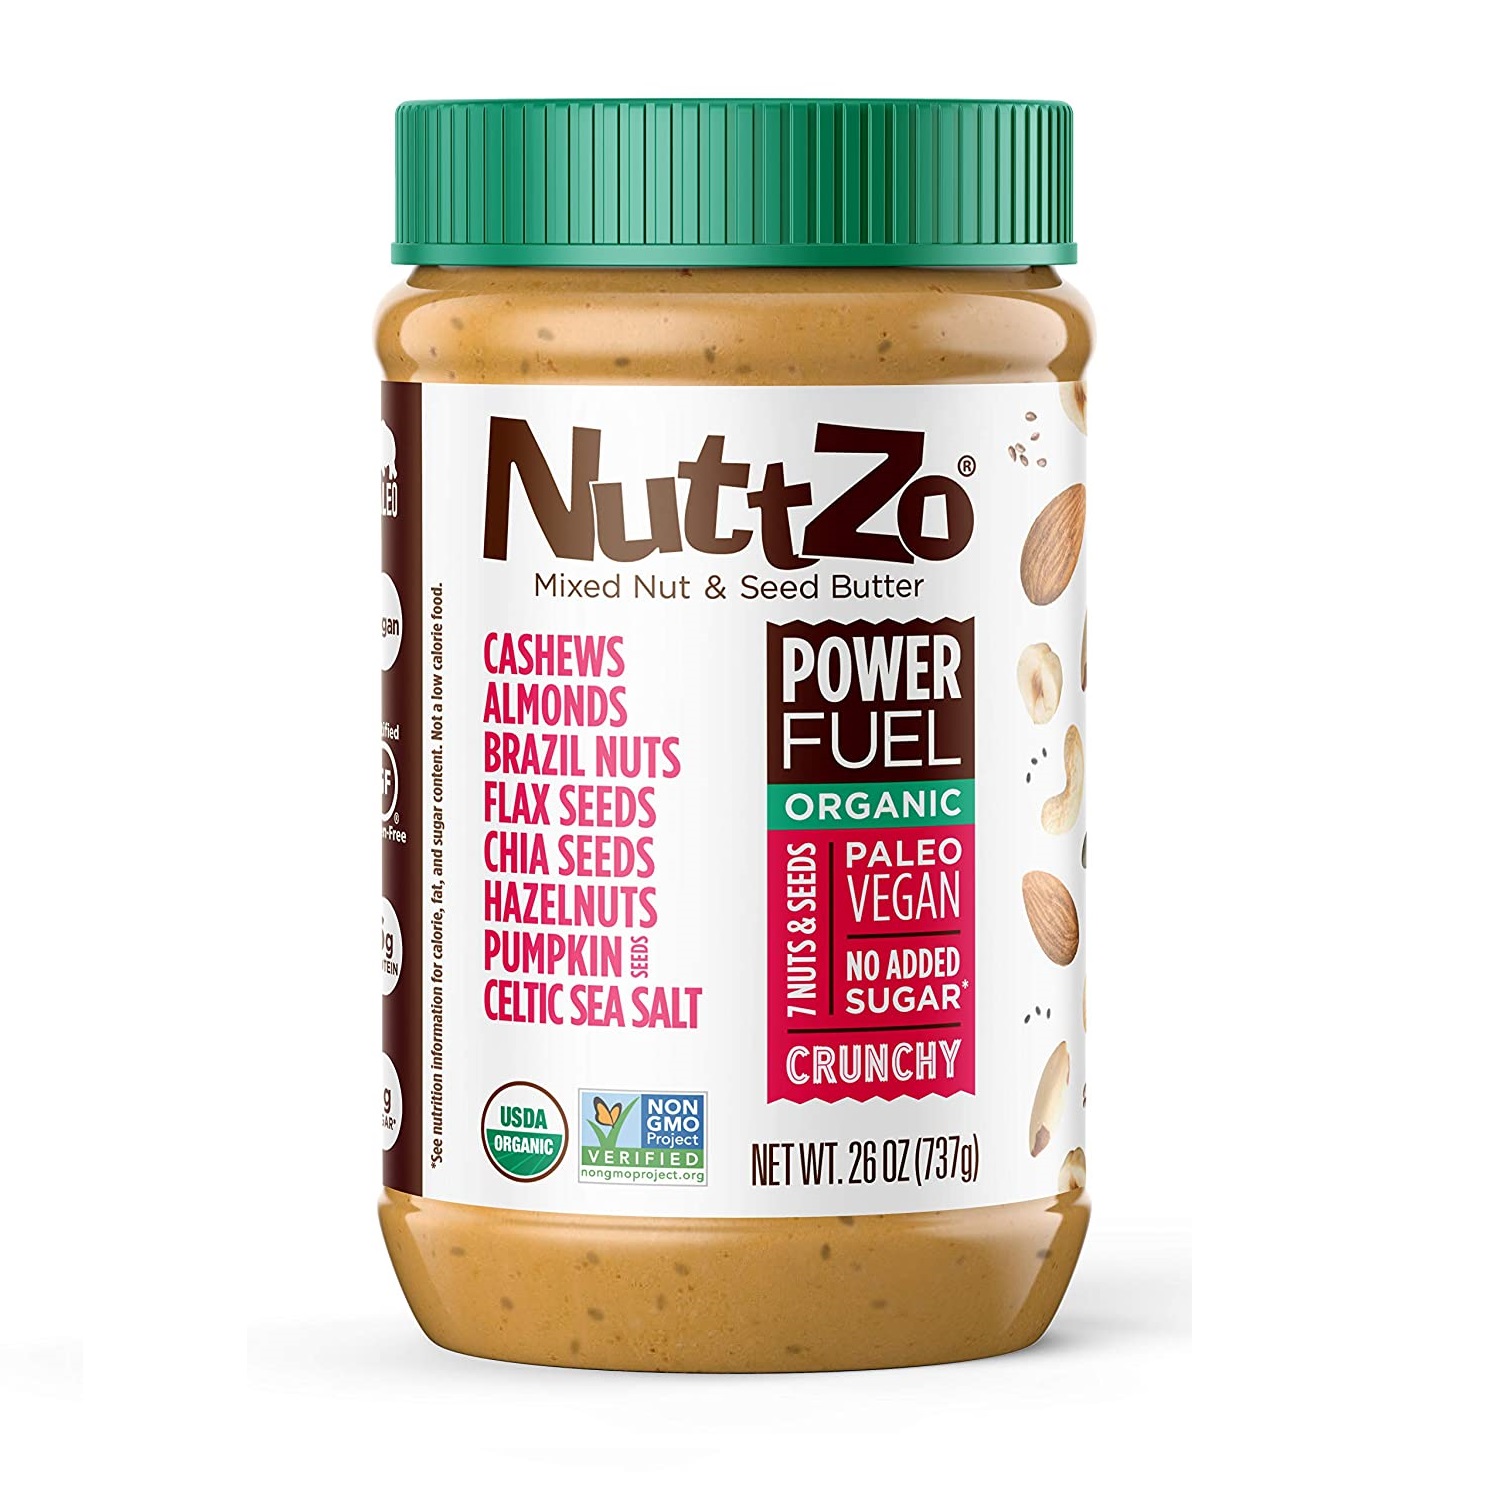 NuttZo®
Mixed Nut & Seed Butter
CASHEWS
ALMONDS
BRAZIL NUTS
FLAX SEEDS
CHIA SEEDS
HAZELNUTS
PUMPKIN SEEDS
CELTIC SEA SALT
POWER
FUEL
ORGANIC
7 NUTS & SEEDS
PALEO
VEGAN
NO ADDED
SUGAR*
CRUNCHY
USDA
ORGANIC
NON
GMO
Project
VERIFIED
nongmoproject.org
NET WT. 26 OZ (737g)
*See nutrition information for calorie, fat, and sugar content. Not a low calorie food.